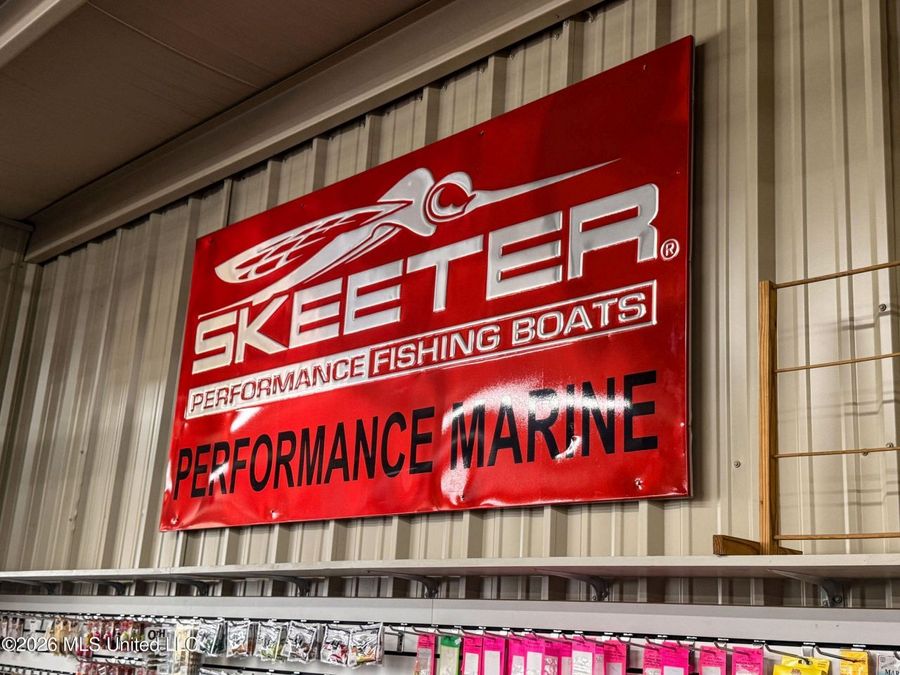 SKEETER®
PERFORMANCE FISHING BOATS
PERFORMANCE MARINE
©2026 MLS United LLC